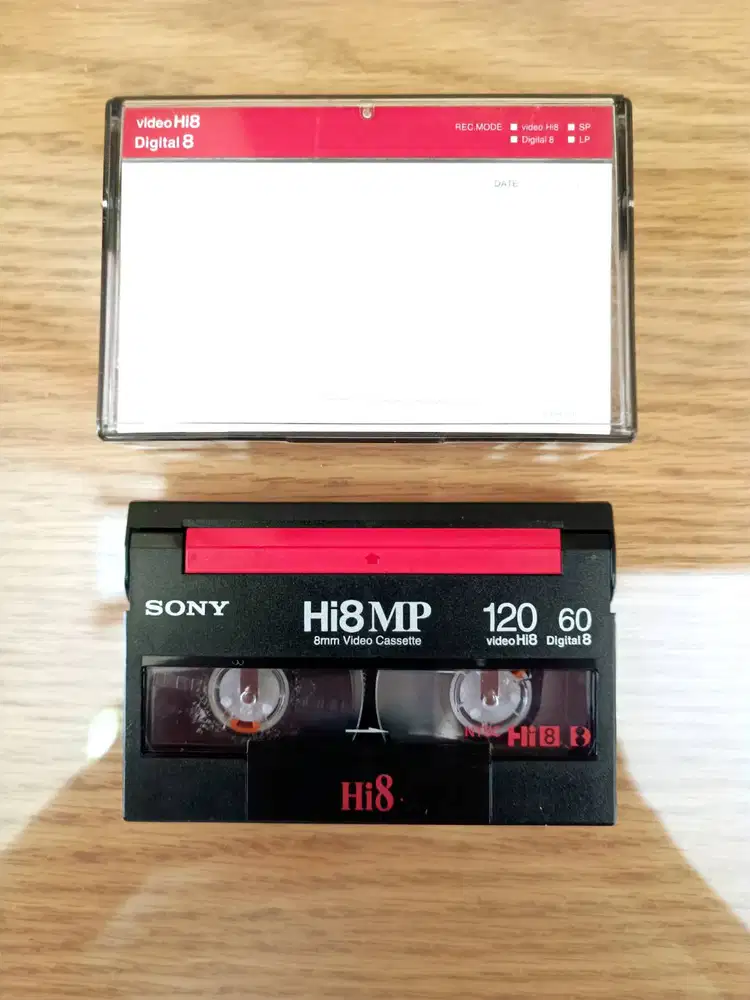 video Hi8
Digital 8
REC.MODE ■ video Hi8 ■ SP
■ Digital 8 ■ LP
DATE
SONY
Hi8 MP
8mm Video Cassette
120
video Hi8
60
Digital 8
NTSC Hi8
Hi8